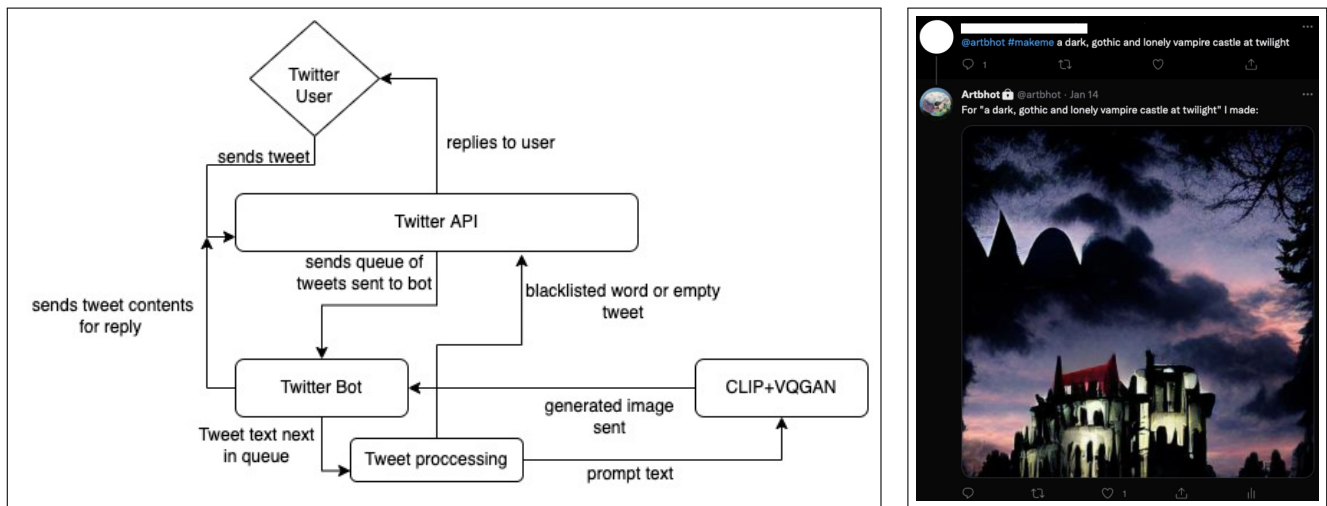 Twitter
User
sends tweet
replies to user
Twitter API
sends queue of
tweets sent to bot
sends tweet contents
for reply
blacklisted word or empty
tweet
Twitter Bot
CLIP+VQGAN
generated image
sent
Tweet text next
in queue
Tweet proccessing
prompt text
@artbhot #makeme a dark, gothic and lonely vampire castle at twilight
1
Artbhot @artbhot · Jan 14
For "a dark, gothic and lonely vampire castle at twilight" I made:
1